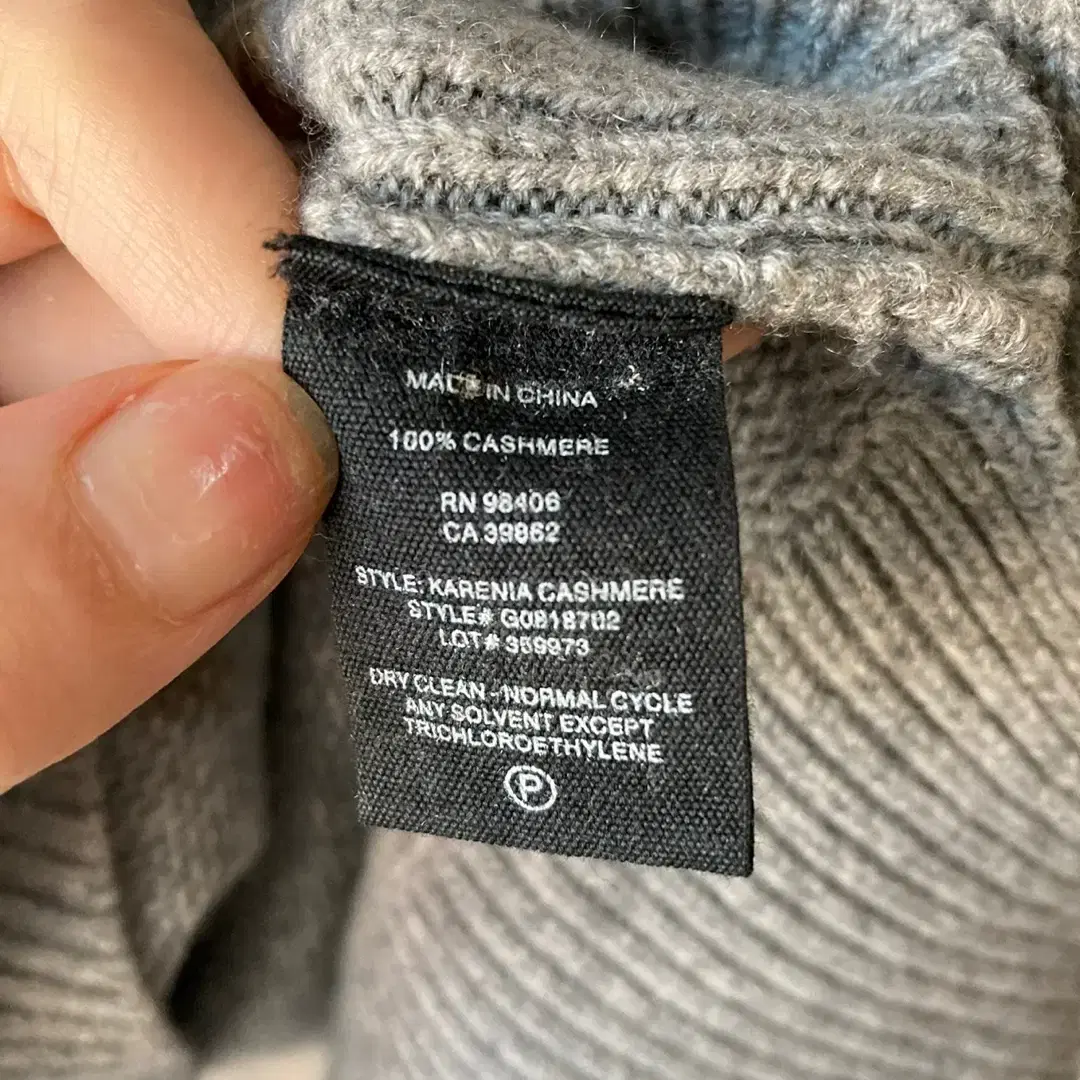 MADE IN CHINA
100% CASHMERE
RN 98406
CA 39862
STYLE: KARENIA CASHMERE
STYLE# G0818702
LOT# 359973
DRY CLEAN - NORMAL CYCLE
ANY SOLVENT EXCEPT
TRICHLOROETHYLENE
P